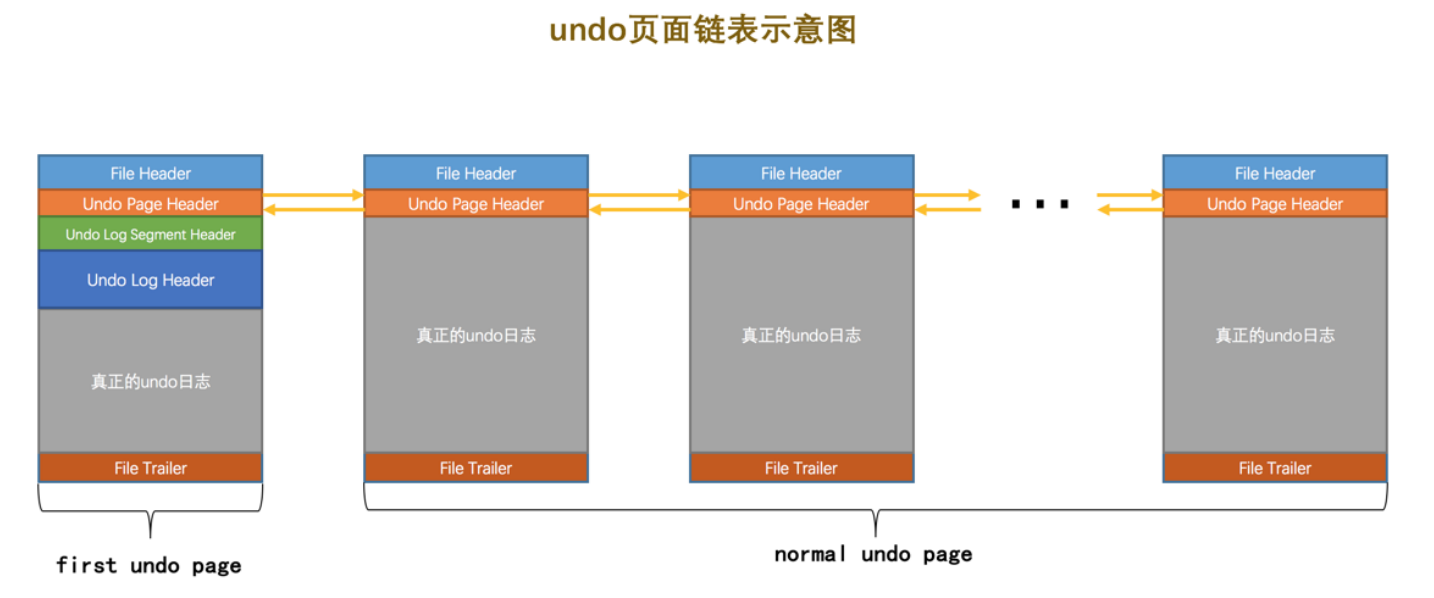 undo页面链表示意图
File Header
Undo Page Header
Undo Log Segment Header
Undo Log Header
真正的undo日志
File Trailer
first undo page
File Header
Undo Page Header
真正的undo日志
File Trailer
File Header
Undo Page Header
真正的undo日志
File Trailer
...
File Header
Undo Page Header
真正的undo日志
File Trailer
normal undo page